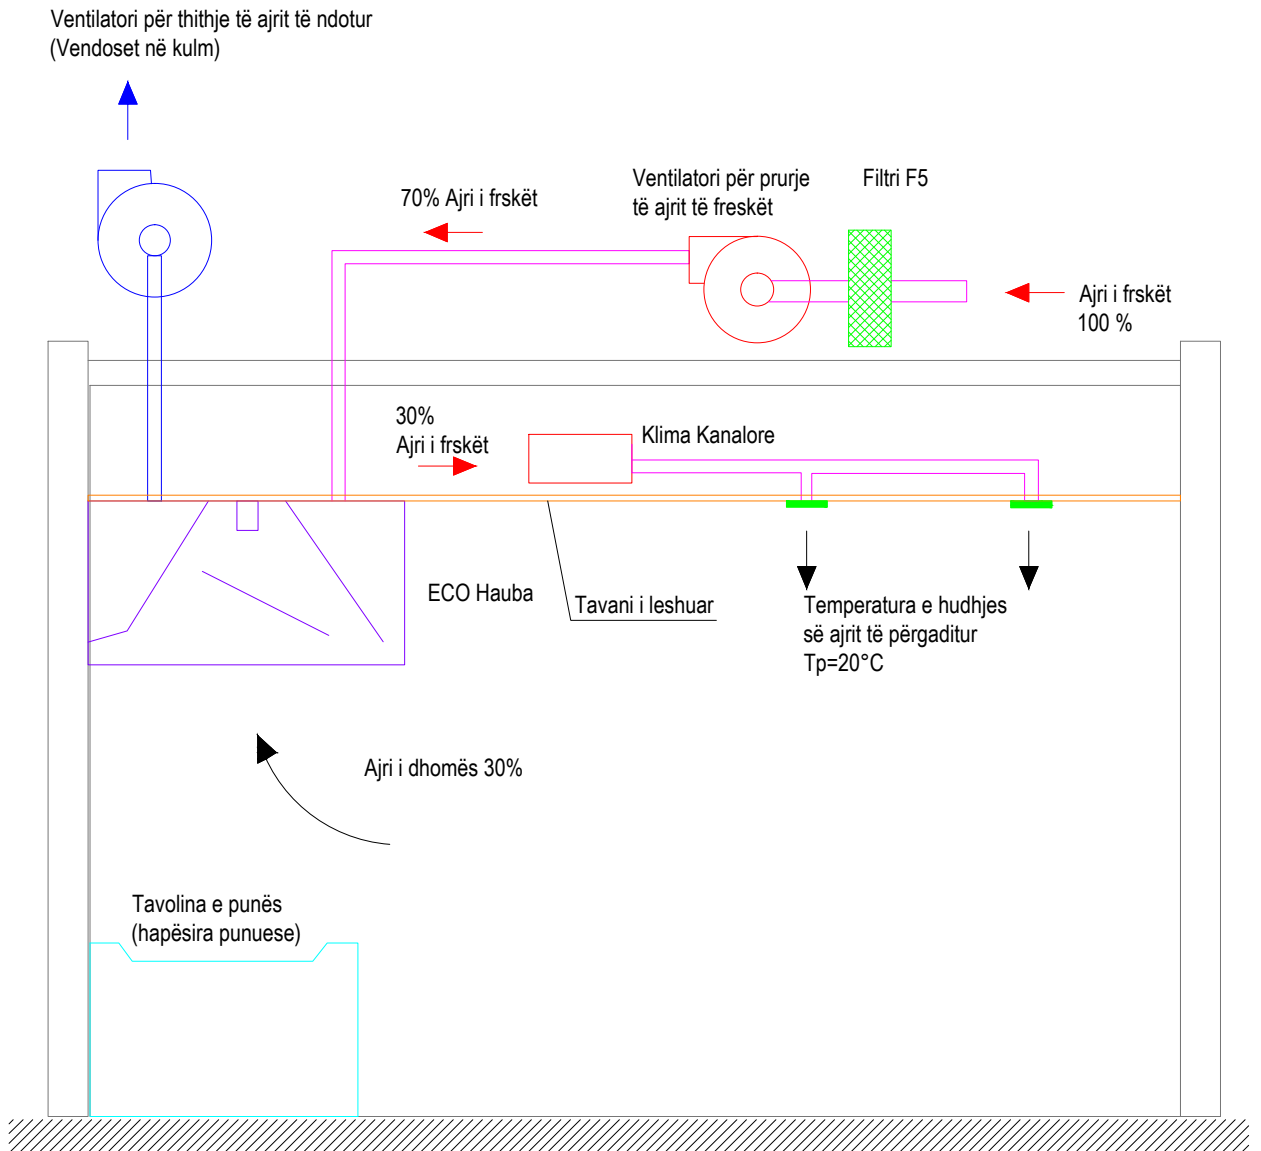 Ventilatori për thithje të ajrit të ndotur
(Vendoset në kulm)
70% Ajri i frskët
Ventilatori për prurje
të ajrit të freskët
Filtri F5
Ajri i frskët
100 %
30%
Ajri i frskët
Klima Kanalore
ECO Hauba
Tavani i leshuar
Temperatura e hudhjes
së ajrit të përgaditur
Tp=20°C
Ajri i dhomës 30%
Tavolina e punës
(hapësira punuese)